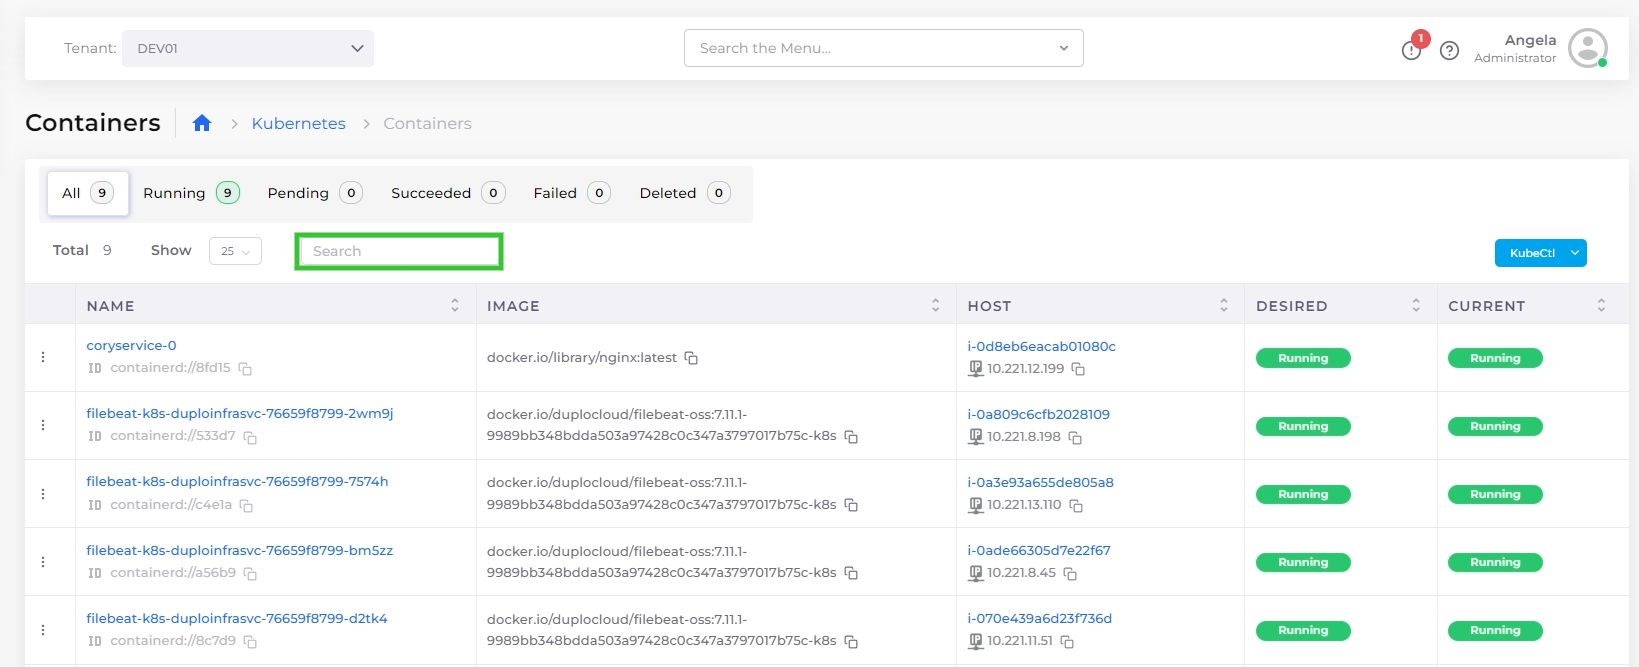 Tenant: DEV01 Search the Menu... 1 Angela
Administrator
Containers Kubernetes Containers
All 9 Running 9 Pending 0 Succeeded 0 Failed 0 Deleted 0
Total 9 Show 25 Search KubeCtl
NAME IMAGE HOST DESIRED CURRENT
coryservice-0 docker.io/library/nginx:latest i-0d8eb6eacab01080c Running Running
ID containerd://8fd15 IP 10.221.12.199
filebeat-k8s-duploinfrasvc-76659f8799-2wm9j docker.io/duplocloud/filebeat-oss:7.11.1- i-0a809c6cfb2028109 Running Running
ID containerd://533d7 9989bb348bdda503a97428c0c347a3797017b75c-k8s IP 10.221.8.198
filebeat-k8s-duploinfrasvc-76659f8799-7574h docker.io/duplocloud/filebeat-oss:7.11.1- i-0a3e93a655de805a8 Running Running
ID containerd://c4e1a 9989bb348bdda503a97428c0c347a3797017b75c-k8s IP 10.221.13.110
filebeat-k8s-duploinfrasvc-76659f8799-bm5zz docker.io/duplocloud/filebeat-oss:7.11.1- i-0ade66305d7e22f67 Running Running
ID containerd://a56b9 9989bb348bdda503a97428c0c347a3797017b75c-k8s IP 10.221.8.45
filebeat-k8s-duploinfrasvc-76659f8799-d2tk4 docker.io/duplocloud/filebeat-oss:7.11.1- i-070e439a6d23f736d Running Running
ID containerd://8c7d9 9989bb348bdda503a97428c0c347a3797017b75c-k8s IP 10.221.11.51